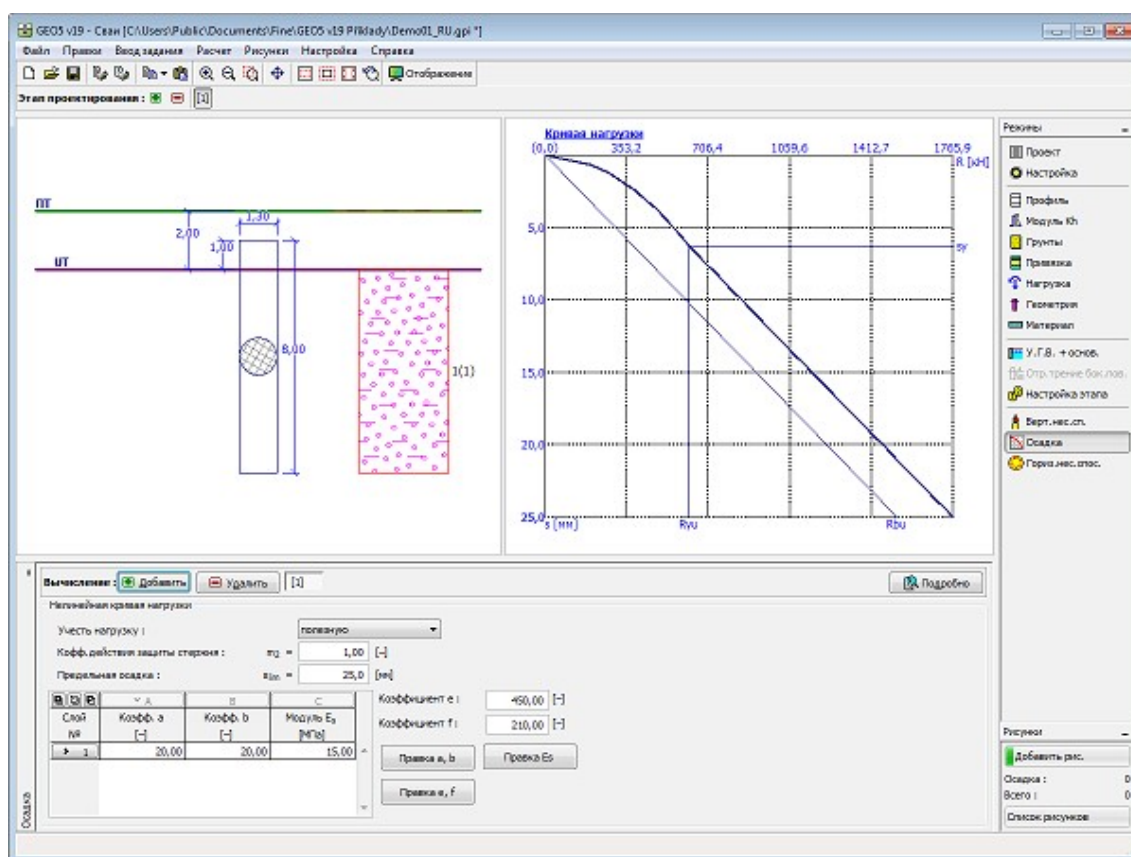 GEO5 v19 - Сваи [C:\Users\Public\Documents\Fine\GEO5 v19 Příklady\Demo01_RU.gpi *]
Файл Правки Ввод задания Расчет Рисунки Настройка Справка
Отображение
Этап проектирования : [1]
ПТ
1,30
2,00
1,00
UT
8,00
1(1)
Кривая нагрузки
(0,0) 353,2 706,4 1059,6 1412,7 1765,9
R [кН]
5,0
sy
10,0
15,0
20,0
25,0
s [мм] Ryu Rbu
Режимы
Проект
Настройка
Профиль
Модуль Kh
Грунты
Привязка
Нагрузка
Геометрия
Материал
У.Г.В. + основ.
Отр.трение бок.пов.
Настройка этапа
Верт.нес.сп.
Осадка
Гориз.нес.спос.
Вычисление : Добавить Удалить [1] Подробно
Нелинейная кривая нагрузки
Учесть нагрузку : полезную
Коэфф.действия защиты стержня : m2 = 1,00 [-]
Предельная осадка : slim = 25,0 [мм]
A B C
Слой Коэфф. a Коэфф. b Модуль Es
№ [-] [-] [МПа]
1 20,00 20,00 15,00
Коэффициент e : 450,00 [-]
Коэффициент f : 210,00 [-]
Правка a, b Правка Es
Правка e, f
Осадка
Рисунки
Добавить рис.
Осадка : 0
Всего : 0
Список рисунков